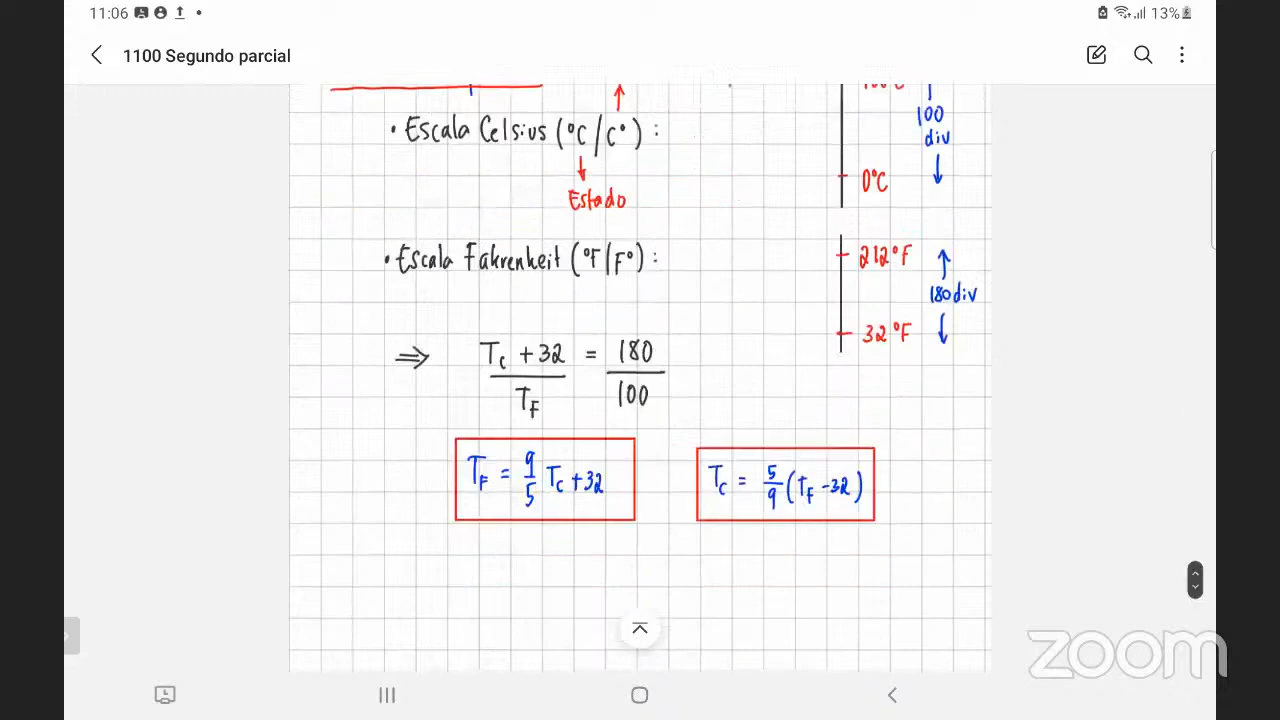 11:06
13%
1100 Segundo parcial
100
div
• Escala Celsius (°C/C°) :
0°C
Estado
• Escala Fahrenheit (°F/F°) :
212°F
180 div
32°F
⇒ T_C + 32 / T_F = 180 / 100
T_F = 9/5 T_C + 32
T_C = 5/9 (T_F - 32)
zoom